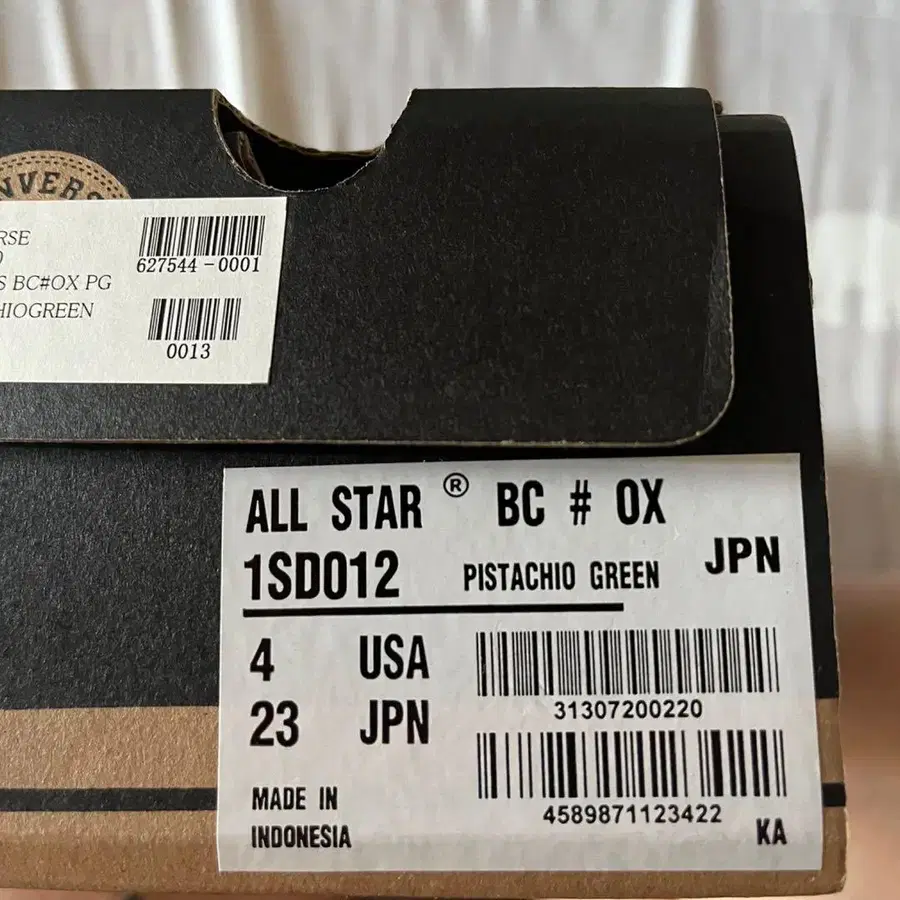 NVERS
RSE
S BC#OX PG
HIOGREEN
627544-0001
0013
ALL STAR ® BC # OX
1SD012 PISTACHIO GREEN JPN
4 USA
23 JPN
31307200220
4589871123422
MADE IN
INDONESIA
KA